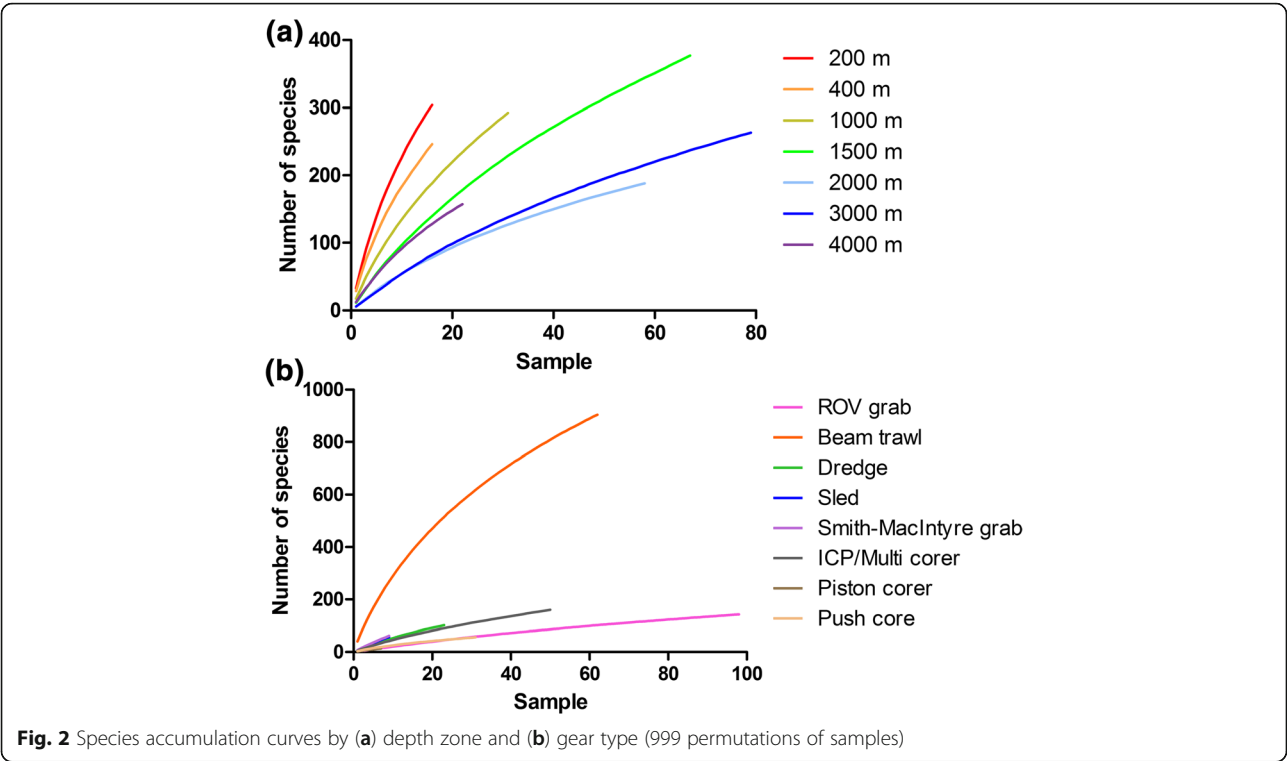 (a)
400
300
200
100
0
Number of species
0 20 40 60 80
Sample
200 m
400 m
1000 m
1500 m
2000 m
3000 m
4000 m
(b)
1000
800
600
400
200
0
Number of species
0 20 40 60 80 100
Sample
ROV grab
Beam trawl
Dredge
Sled
Smith-MacIntyre grab
ICP/Multi corer
Piston corer
Push core
Fig. 2 Species accumulation curves by (a) depth zone and (b) gear type (999 permutations of samples)